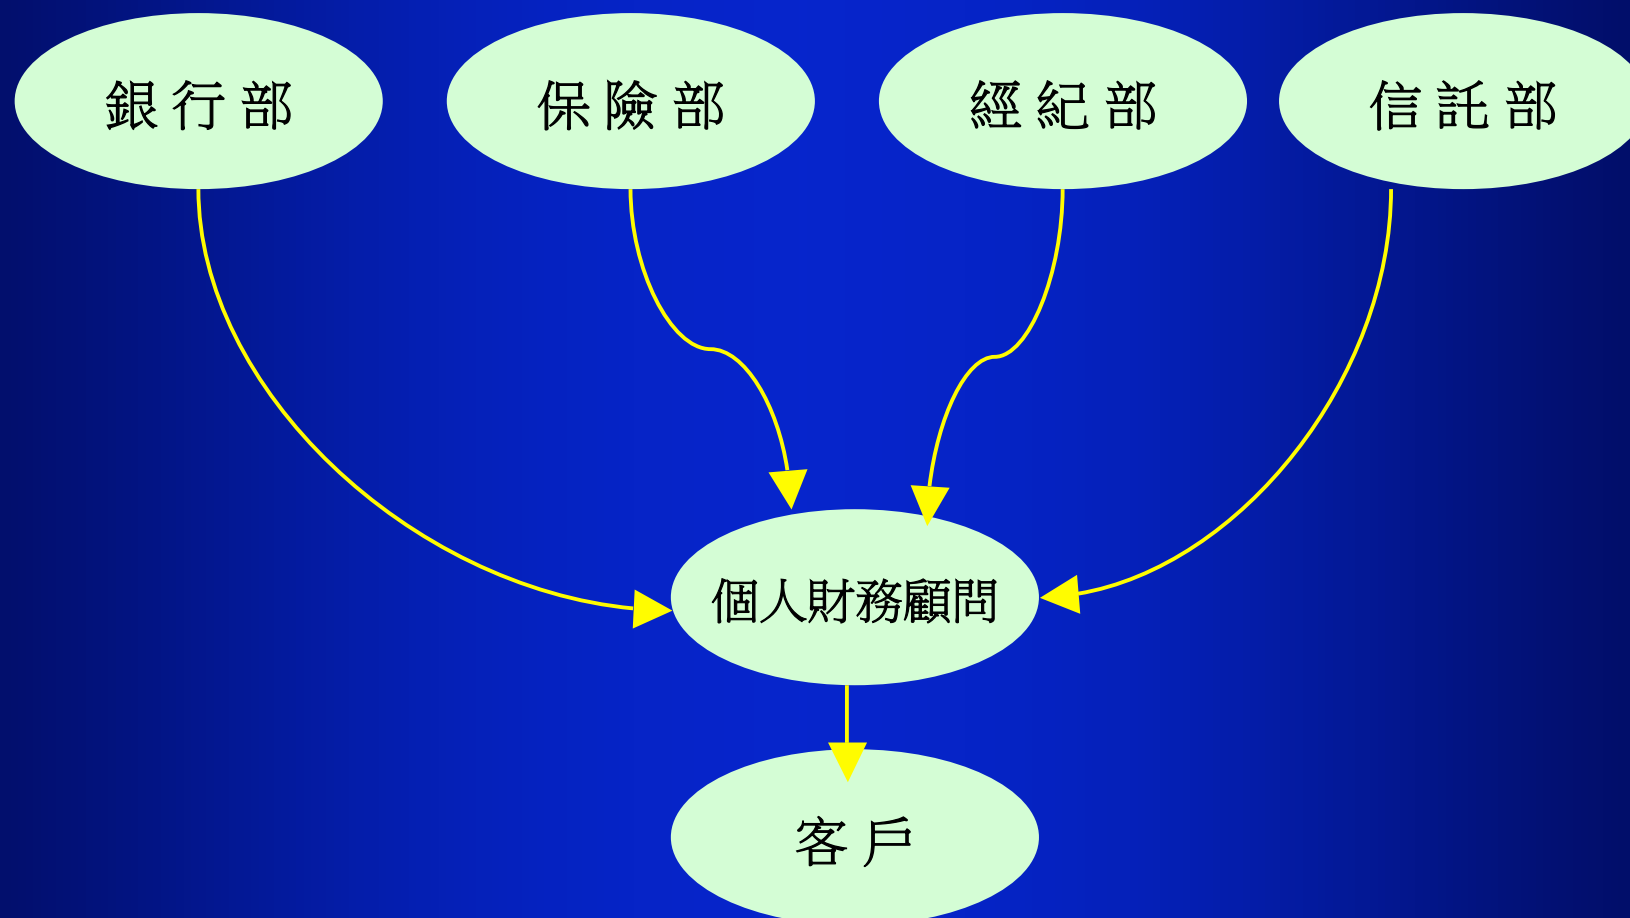 銀行部
保險部
經紀部
信託部
個人財務顧問
客戶